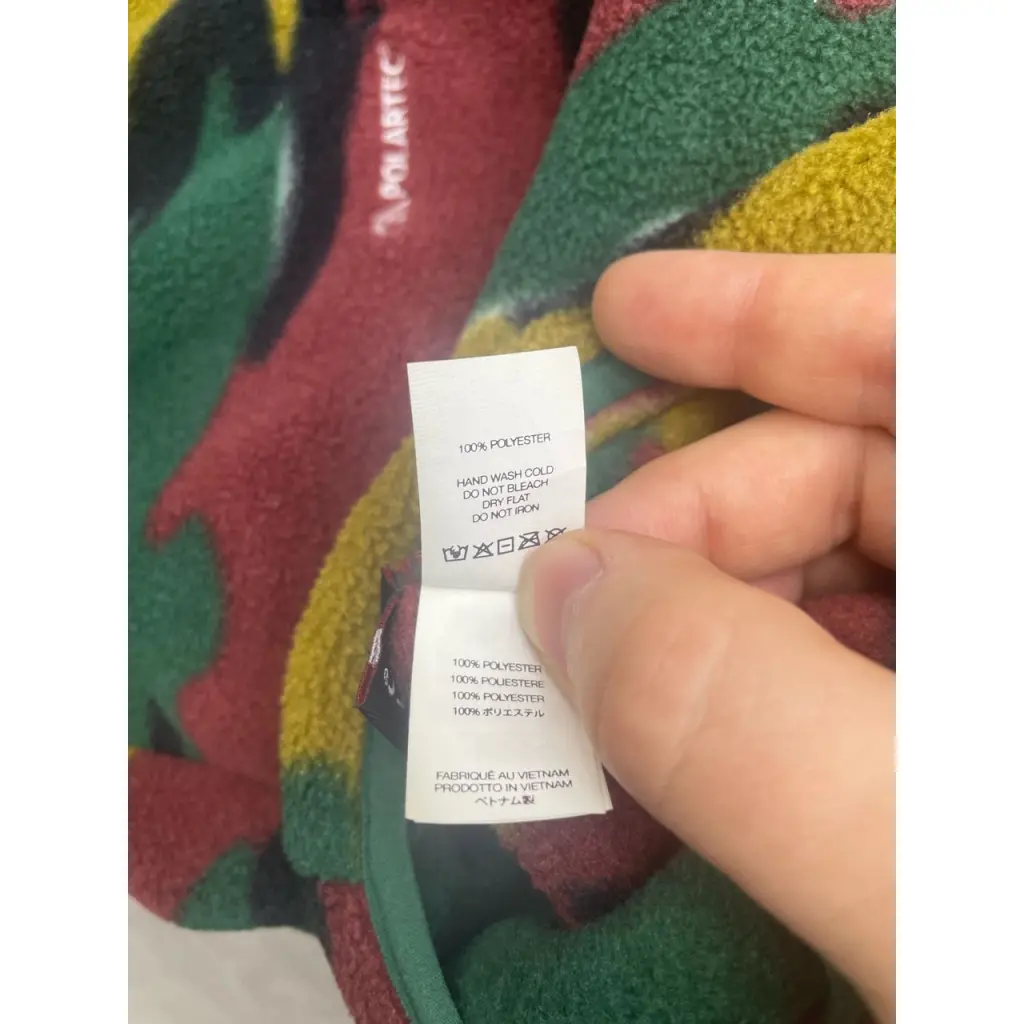 POLARTEC
100% POLYESTER
HAND WASH COLD
DO NOT BLEACH
DRY FLAT
DO NOT IRON
100% POLYESTER
100% POLIESTERE
100% POLYESTER
100% ポリエステル
FABRIQUÉ AU VIETNAM
PRODOTTO IN VIETNAM
ベトナム製